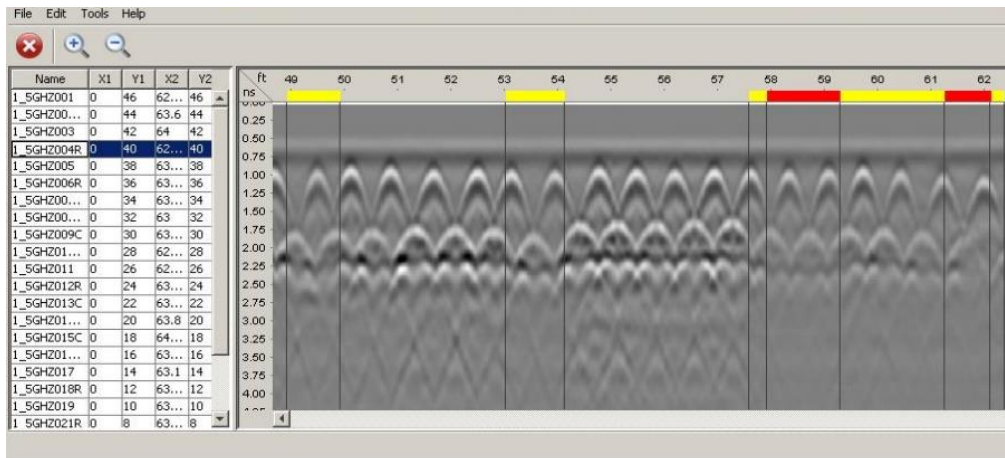 File Edit Tools Help
Name X1 Y1 X2 Y2
1_5GHZ001 0 46 62... 46
1_5GHZ00... 0 44 63.6 44
1_5GHZ003 0 42 64 42
1_5GHZ004R 0 40 62... 40
1_5GHZ005 0 38 63... 38
1_5GHZ006R 0 36 63... 36
1_5GHZ00... 0 34 63... 34
1_5GHZ00... 0 32 63 32
1_5GHZ009C 0 30 63... 30
1_5GHZ01... 0 28 62... 28
1_5GHZ011 0 26 62... 26
1_5GHZ012R 0 24 63... 24
1_5GHZ013C 0 22 63... 22
1_5GHZ01... 0 20 63.8 20
1_5GHZ015C 0 18 64... 18
1_5GHZ01... 0 16 63... 16
1_5GHZ017 0 14 63.1 14
1_5GHZ018R 0 12 63... 12
1_5GHZ019 0 10 63... 10
1_5GHZ021R 0 8 63... 8
ft 49 50 51 52 53 54 55 56 57 58 59 60 61 62
ns
0.00
0.25
0.50
0.75
1.00
1.25
1.50
1.75
2.00
2.25
2.50
2.75
3.00
3.25
3.50
3.75
4.00